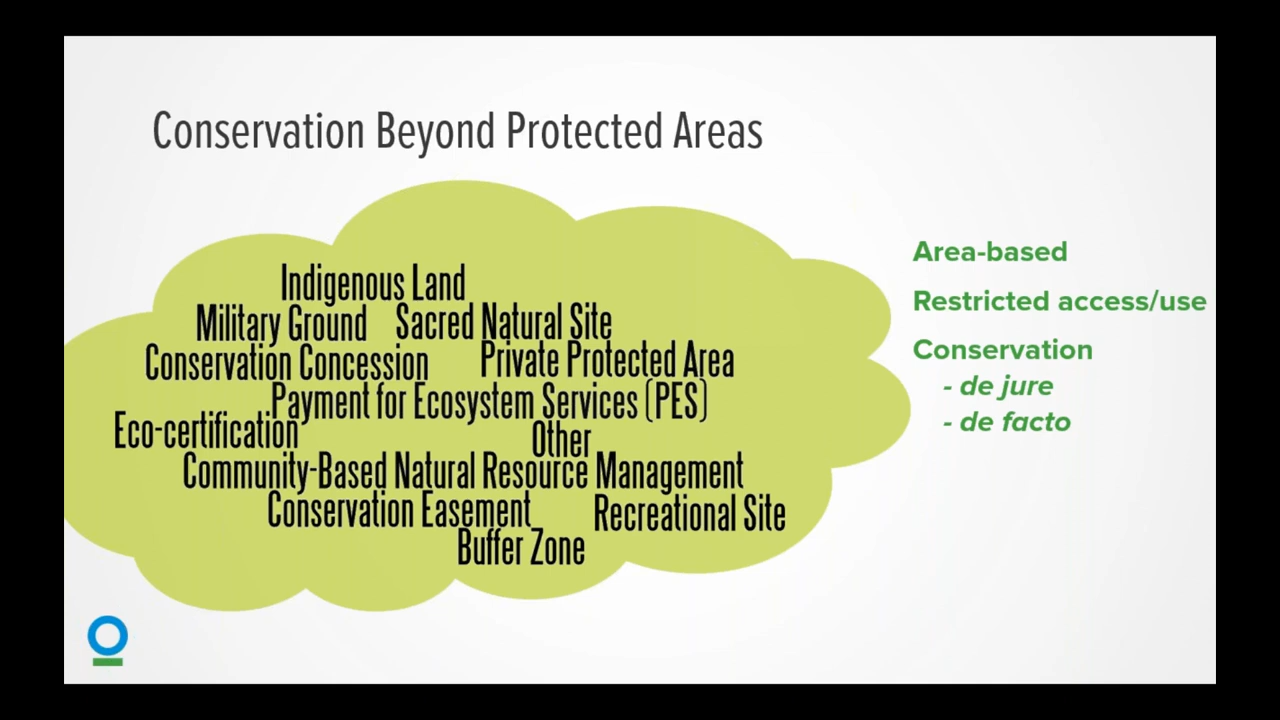 Conservation Beyond Protected Areas
Indigenous Land
Military Ground Sacred Natural Site
Conservation Concession Private Protected Area
Payment for Ecosystem Services (PES)
Eco-certification Other
Community-Based Natural Resource Management
Conservation Easement Recreational Site
Buffer Zone
Area-based
Restricted access/use
Conservation
- de jure
- de facto